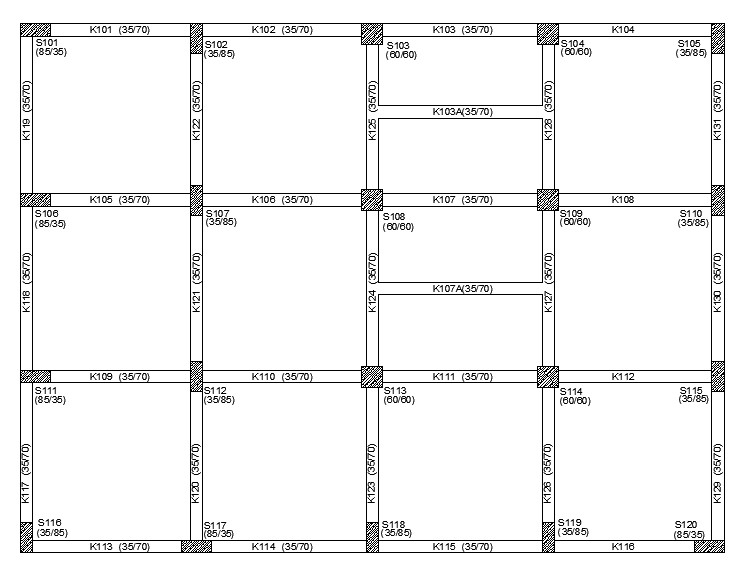 K101 (35/70)
K102 (35/70)
K103 (35/70)
K104
S101
(85/35)
S102
(35/85)
S103
(60/60)
S104
(60/60)
S105
(35/85)
K119 (35/70)
K122 (35/70)
K125 (35/70)
K103A(35/70)
K128 (35/70)
K131 (35/70)
K105 (35/70)
K106 (35/70)
K107 (35/70)
K108
S106
(85/35)
S107
(35/85)
S108
(60/60)
S109
(60/60)
S110
(35/85)
K118 (35/70)
K121 (35/70)
K124 (35/70)
K107A(35/70)
K127 (35/70)
K130 (35/70)
K109 (35/70)
K110 (35/70)
K111 (35/70)
K112
S111
(85/35)
S112
(35/85)
S113
(60/60)
S114
(60/60)
S115
(35/85)
K117 (35/70)
K120 (35/70)
K123 (35/70)
K126 (35/70)
K129 (35/70)
S116
(35/85)
S117
(85/35)
S118
(35/85)
S119
(35/85)
S120
(85/35)
K113 (35/70)
K114 (35/70)
K115 (35/70)
K116